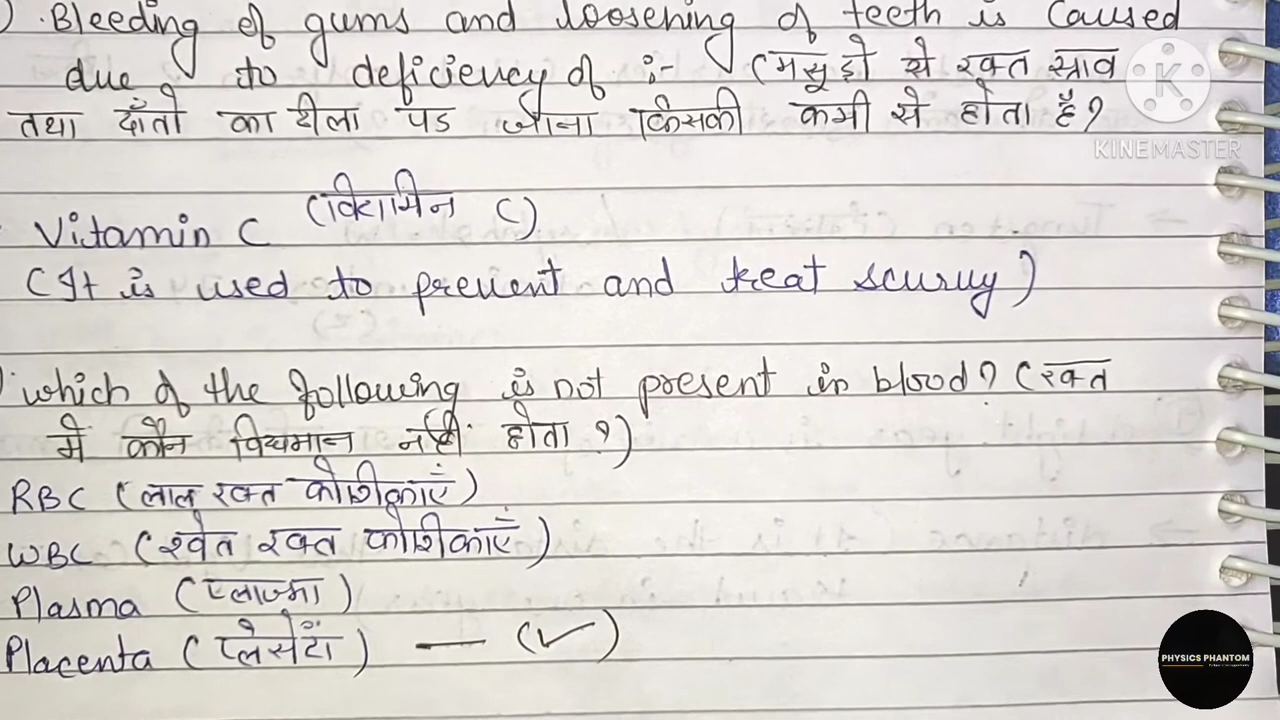 ) Bleeding of gums and loosening of teeth is caused
due to deficiency of :- (मसूड़ो से रक्त स्राव
तथा दाँतो का ढीला पड जाना किसकी कमी से होता है?
Vitamin C (विटामिन C)
(It is used to prevent and treat scurvy)
) which of the following is not present in blood? (रक्त
मे कौन विद्यमान नही होता ?)
RBC (लाल रक्त कोशीकाएँ)
WBC (श्वेत रक्त कोशीकाएँ)
Plasma (प्लाज्मा)
Placenta (प्लेसेंटा) — (✓)
K
KINEMASTER
PHYSICS PHANTOM